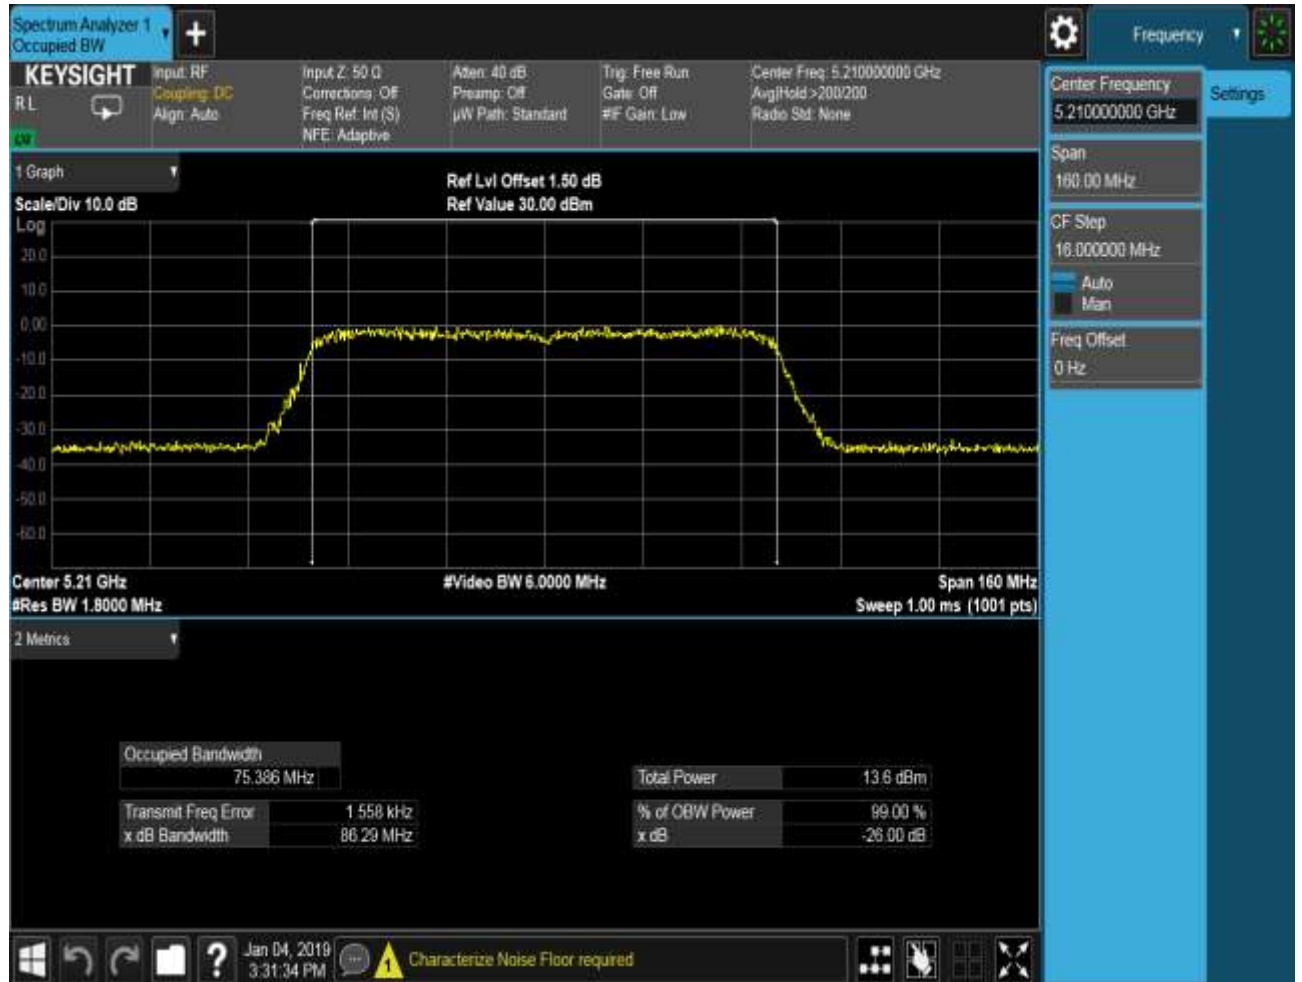 Spectrum Analyzer 1
Occupied BW
Frequency
KEYSIGHT
RL
Input: RF
Coupling: DC
Align: Auto
Input Z: 50 Ω
Corrections: Off
Freq Ref: Int (S)
NFE: Adaptive
Atten: 40 dB
Preamp: Off
µW Path: Standard
Trig: Free Run
Gate: Off
#IF Gain: Low
Center Freq: 5.210000000 GHz
Avg|Hold:>200/200
Radio Std: None
Center Frequency
5.210000000 GHz
Settings
Span
160.00 MHz
CF Step
16.000000 MHz
Auto
Man
Freq Offset
0 Hz
1 Graph
Scale/Div 10.0 dB
Ref Lvl Offset 1.50 dB
Ref Value 30.00 dBm
Log
20.0
10.0
0.00
-10.0
-20.0
-30.0
-40.0
-50.0
-60.0
Center 5.21 GHz
#Video BW 6.0000 MHz
Span 160 MHz
#Res BW 1.8000 MHz
Sweep 1.00 ms (1001 pts)
2 Metrics
Occupied Bandwidth
75.386 MHz
Total Power 13.6 dBm
Transmit Freq Error 1.558 kHz
% of OBW Power 99.00 %
x dB Bandwidth 86.29 MHz
x dB -26.00 dB
?
Jan 04, 2019
3:31:34 PM
1
Characterize Noise Floor required